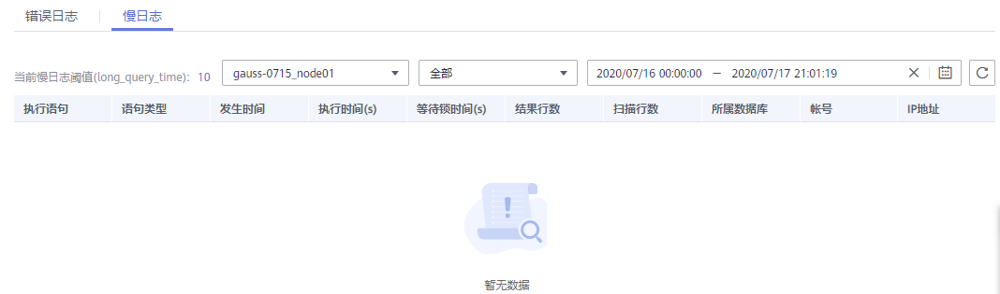 错误日志 慢日志
当前慢日志阈值(long_query_time)： 10 gauss-0715_node01 全部 2020/07/16 00:00:00 — 2020/07/17 21:01:19
执行语句 语句类型 发生时间 执行时间(s) 等待锁时间(s) 结果行数 扫描行数 所属数据库 帐号 IP地址
暂无数据